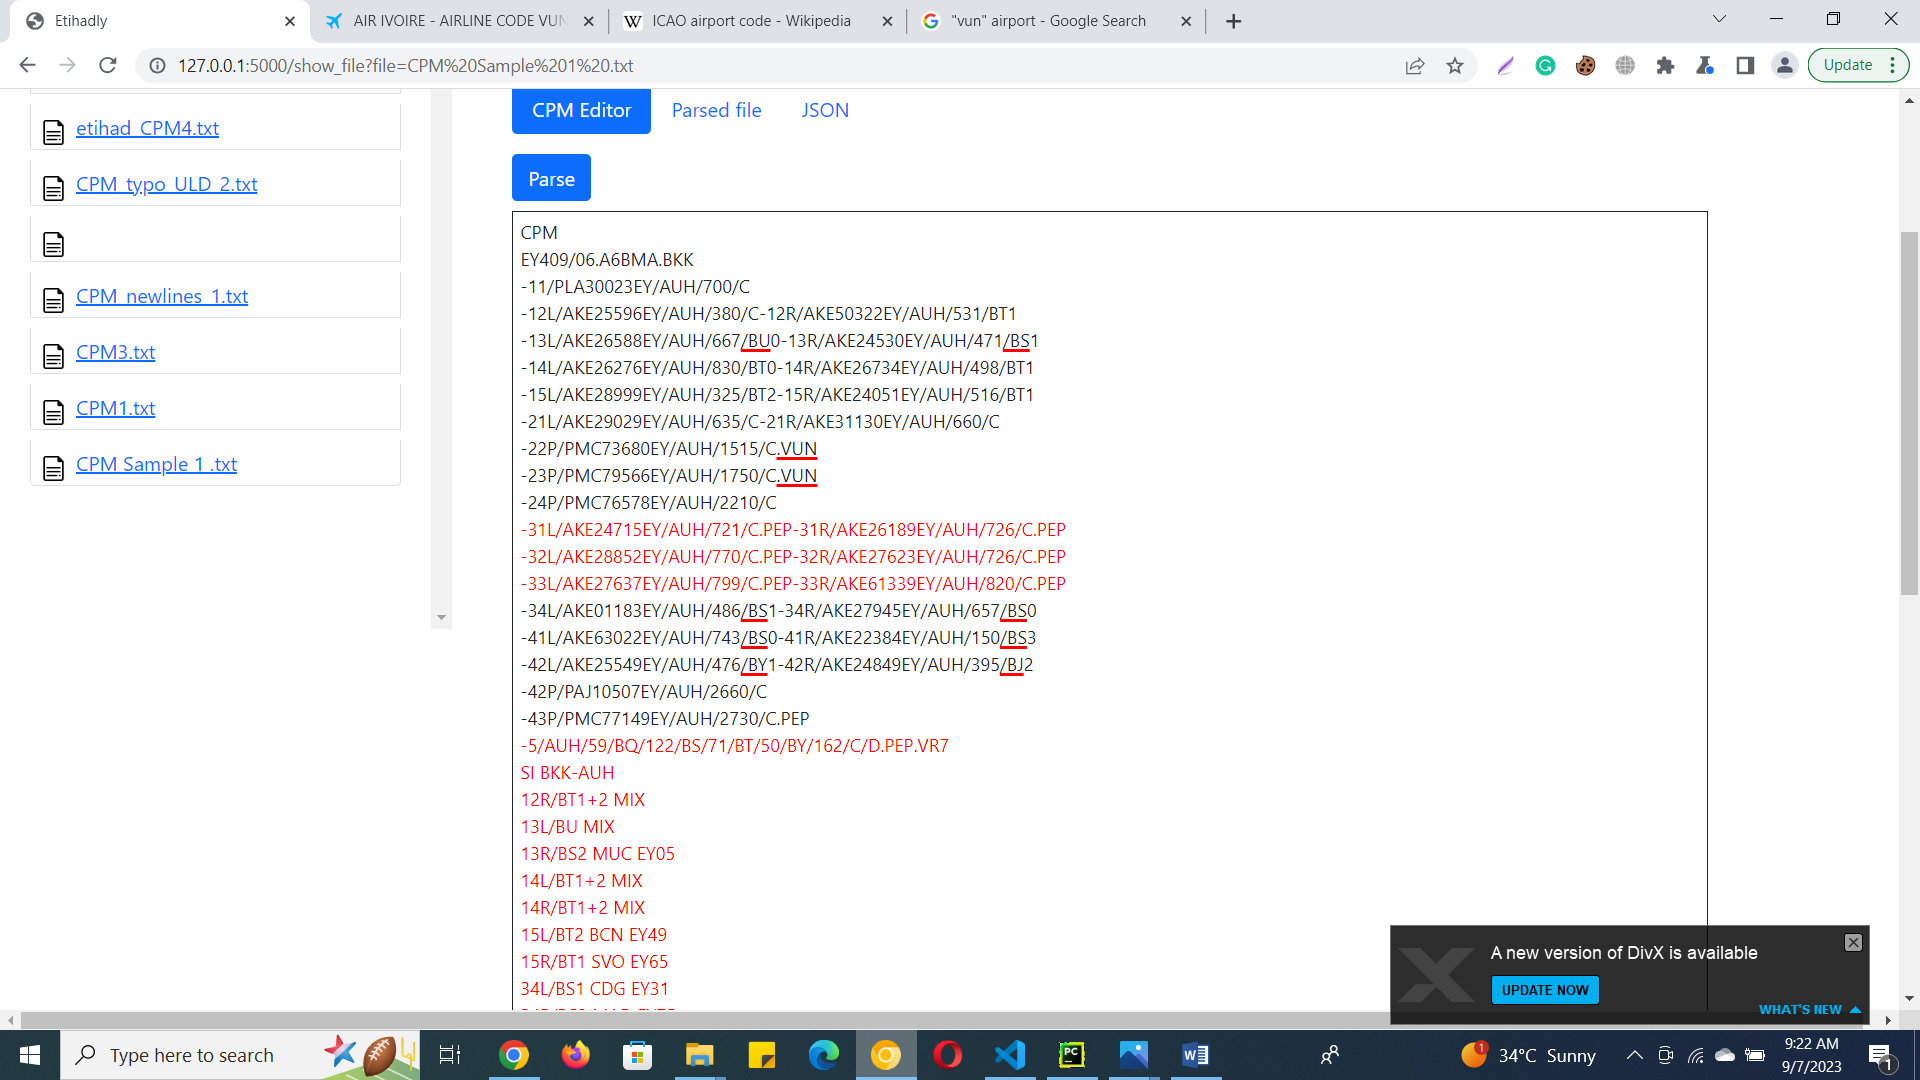 Etihadly
AIR IVOIRE - AIRLINE CODE VUN
ICAO airport code - Wikipedia
"vun" airport - Google Search
127.0.0.1:5000/show_file?file=CPM%20Sample%201%20.txt
Update
etihad_CPM4.txt
CPM_typo_ULD_2.txt
CPM_newlines_1.txt
CPM3.txt
CPM1.txt
CPM Sample 1 .txt
CPM Editor
Parsed file
JSON
Parse
CPM
EY409/06.A6BMA.BKK
-11/PLA30023EY/AUH/700/C
-12L/AKE25596EY/AUH/380/C-12R/AKE50322EY/AUH/531/BT1
-13L/AKE26588EY/AUH/667/BU0-13R/AKE24530EY/AUH/471/BS1
-14L/AKE26276EY/AUH/830/BT0-14R/AKE26734EY/AUH/498/BT1
-15L/AKE28999EY/AUH/325/BT2-15R/AKE24051EY/AUH/516/BT1
-21L/AKE29029EY/AUH/635/C-21R/AKE31130EY/AUH/660/C
-22P/PMC73680EY/AUH/1515/C.VUN
-23P/PMC79566EY/AUH/1750/C.VUN
-24P/PMC76578EY/AUH/2210/C
-31L/AKE24715EY/AUH/721/C.PEP-31R/AKE26189EY/AUH/726/C.PEP
-32L/AKE28852EY/AUH/770/C.PEP-32R/AKE27623EY/AUH/726/C.PEP
-33L/AKE27637EY/AUH/799/C.PEP-33R/AKE61339EY/AUH/820/C.PEP
-34L/AKE01183EY/AUH/486/BS1-34R/AKE27945EY/AUH/657/BS0
-41L/AKE63022EY/AUH/743/BS0-41R/AKE22384EY/AUH/150/BS3
-42L/AKE25549EY/AUH/476/BY1-42R/AKE24849EY/AUH/395/BJ2
-42P/PAJ10507EY/AUH/2660/C
-43P/PMC77149EY/AUH/2730/C.PEP
-5/AUH/59/BQ/122/BS/71/BT/50/BY/162/C/D.PEP.VR7
SI BKK-AUH
12R/BT1+2 MIX
13L/BU MIX
13R/BS2 MUC EY05
14L/BT1+2 MIX
14R/BT1+2 MIX
15L/BT2 BCN EY49
15R/BT1 SVO EY65
34L/BS1 CDG EY31
A new version of DivX is available
UPDATE NOW
WHAT'S NEW
Type here to search
PC
1
34°C Sunny
9:22 AM
9/7/2023
1